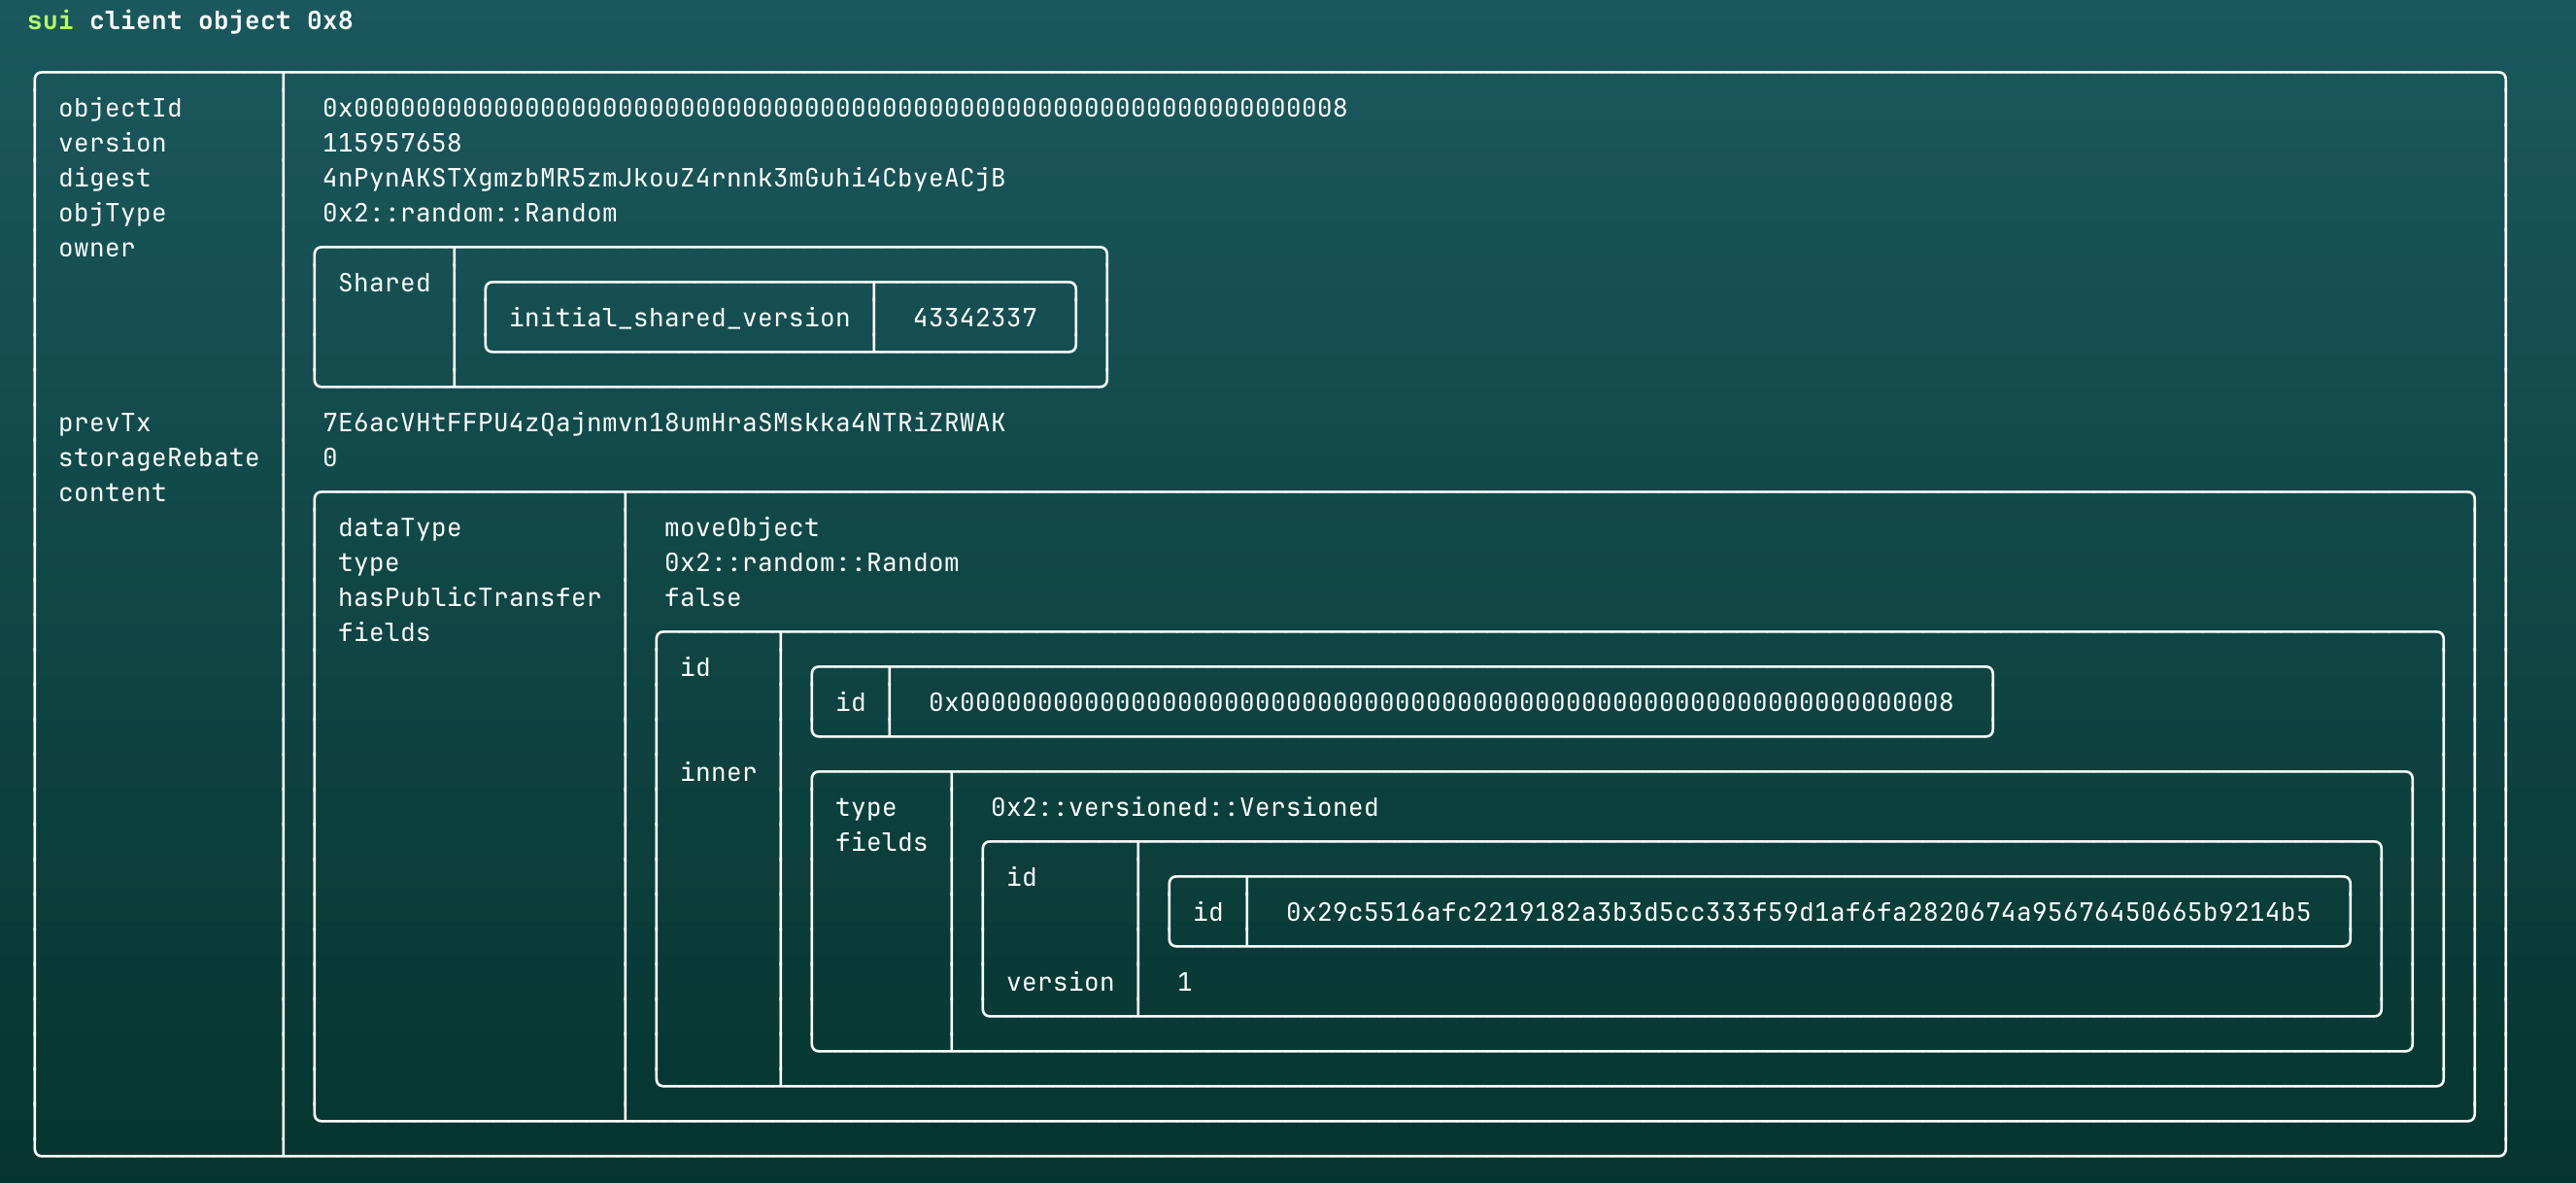 sui client object 0x8
objectId 0x0000000000000000000000000000000000000000000000000000000000000008
version 115957658
digest 4nPynAKSTXgmzbMR5zmJkouZ4rnnk3mGuhi4CbyeACjB
objType 0x2::random::Random
owner
Shared
initial_shared_version 43342337
prevTx 7E6acVHtFFPU4zQajnmvn18umHraSMskka4NTRiZRWAK
storageRebate 0
content
dataType moveObject
type 0x2::random::Random
hasPublicTransfer false
fields
id
id 0x0000000000000000000000000000000000000000000000000000000000000008
inner
type 0x2::versioned::Versioned
fields
id
id 0x29c5516afc2219182a3b3d5cc333f59d1af6fa2820674a95676450665b9214b5
version 1